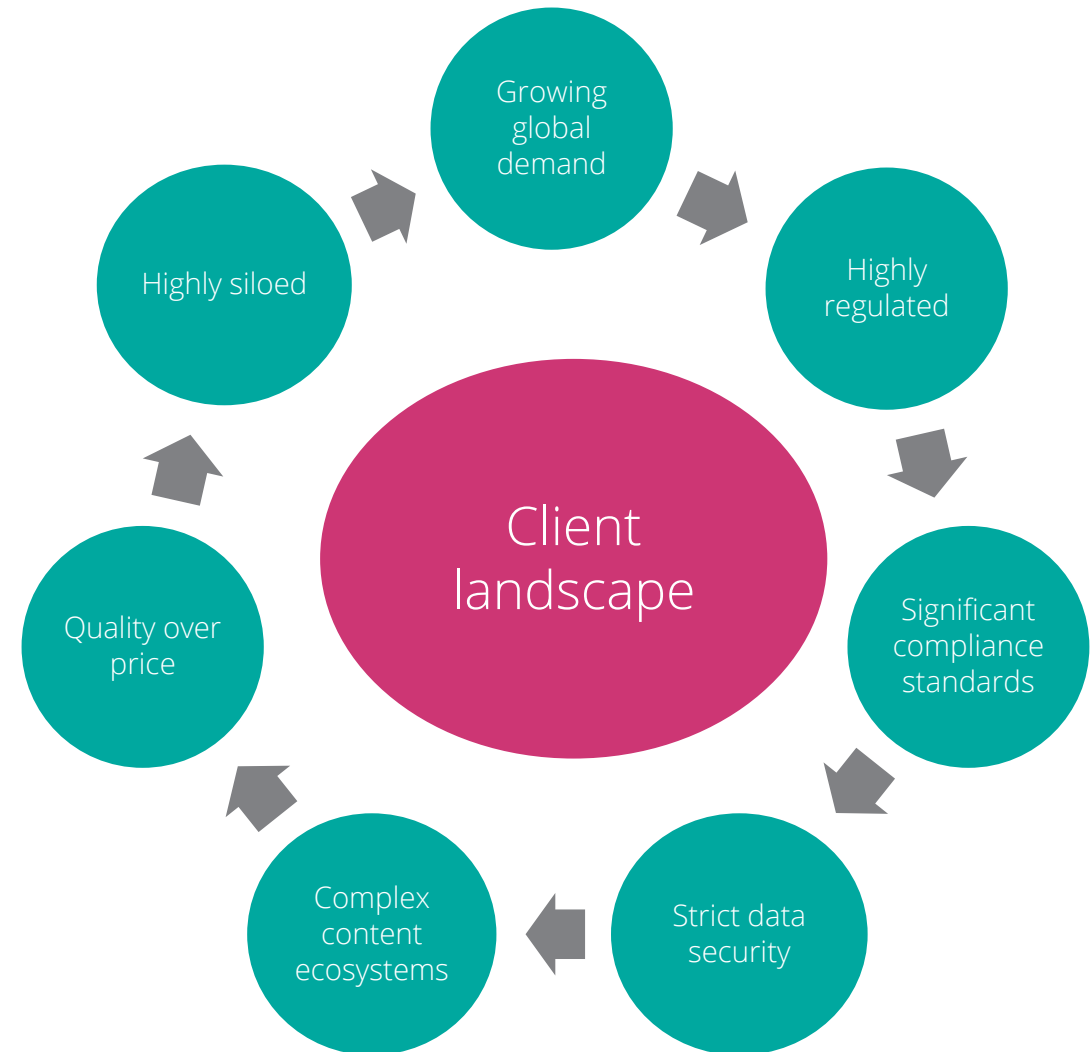 Growing
global
demand
Highly
regulated
Significant
compliance
standards
Strict data
security
Complex
content
ecosystems
Quality over
price
Highly siloed
Client
landscape